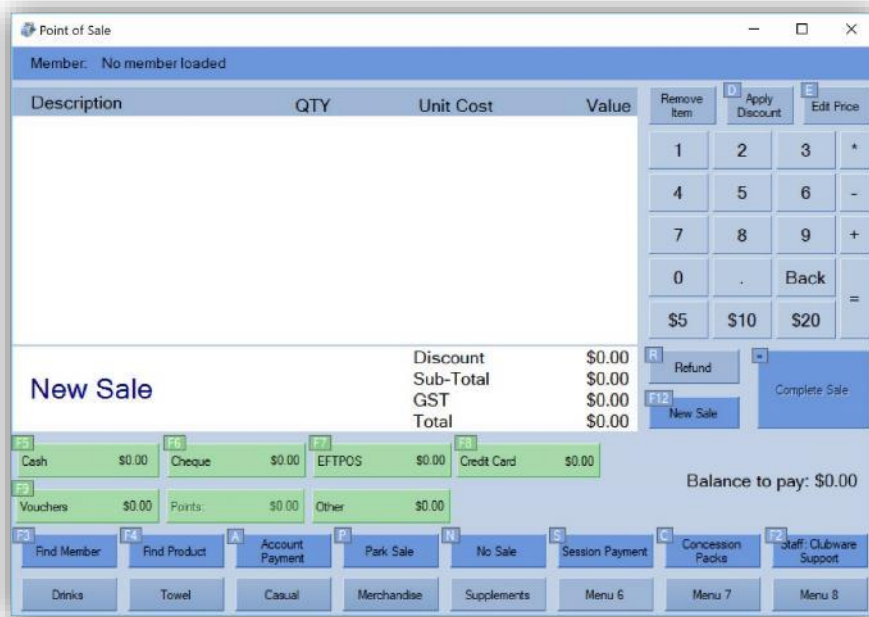 Point of Sale
Member: No member loaded
Description QTY Unit Cost Value
Remove Item
D Apply Discount
E Edit Price
1 2 3 *
4 5 6 -
7 8 9 +
0 . Back =
$5 $10 $20
New Sale
Discount $0.00
Sub-Total $0.00
GST $0.00
Total $0.00
R Refund
F12 New Sale
= Complete Sale
F5 Cash $0.00
F6 Cheque $0.00
F7 EFTPOS $0.00
F8 Credit Card $0.00
F9 Vouchers $0.00
Points: $0.00
Other $0.00
Balance to pay: $0.00
F3 Find Member
F4 Find Product
A Account Payment
P Park Sale
N No Sale
S Session Payment
C Concession Packs
F2 Staff: Clubware Support
Drinks
Towel
Casual
Merchandise
Supplements
Menu 6
Menu 7
Menu 8